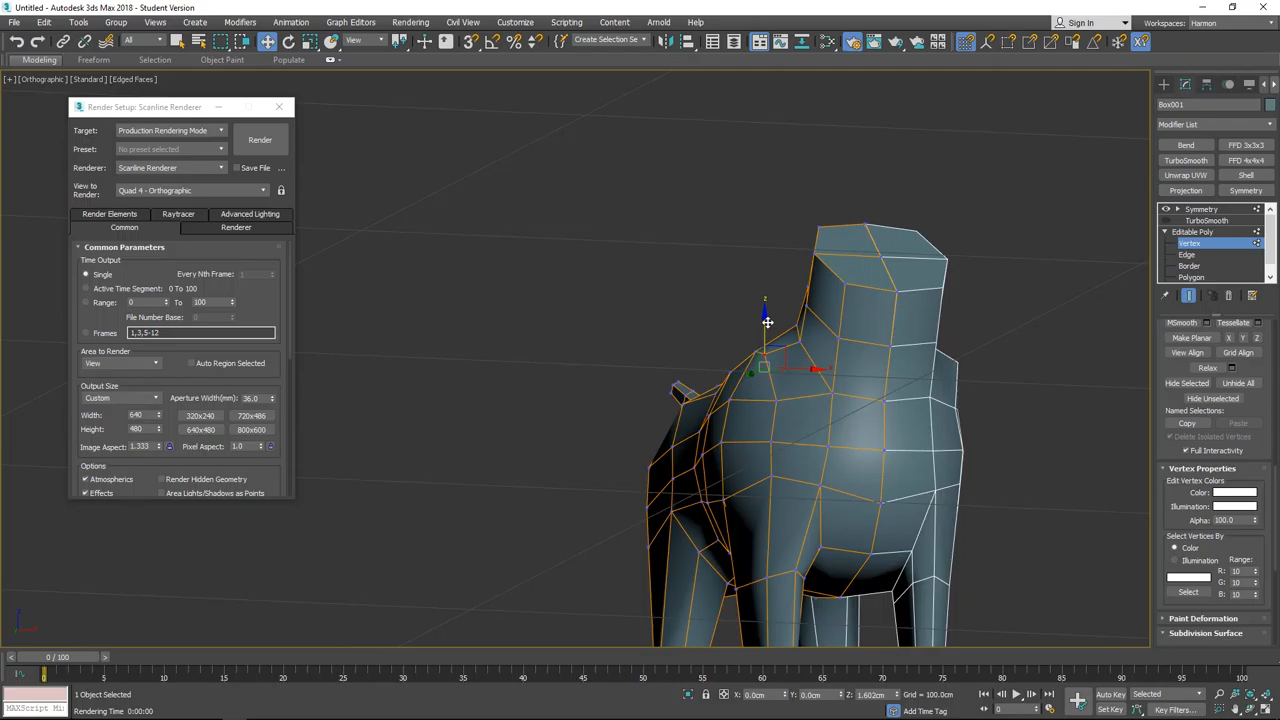 Untitled - Autodesk 3ds Max 2018 - Student Version
File Edit Tools Group Views Create Modifiers Animation Graph Editors Rendering Civil View Customize Scripting Content Arnold Help Sign In Workspaces: Harmon
All View Create Selection Se
Modeling Freeform Selection Object Paint Populate
[+] [Orthographic] [Standard] [Edged Faces]
Render Setup: Scanline Renderer
Target: Production Rendering Mode
Render
Preset: No preset selected
Renderer: Scanline Renderer Save File ...
View to
Render: Quad 4 - Orthographic
Render Elements Raytracer Advanced Lighting
Common Renderer
Common Parameters
Time Output
Single Every Nth Frame: 1
Active Time Segment: 0 To 100
Range: 0 To 100
File Number Base: 0
Frames 1,3,5-12
Area to Render
View Auto Region Selected
Output Size
Custom Aperture Width(mm): 36.0
Width: 640 320x240 720x486
Height: 480 640x480 800x600
Image Aspect: 1.333 Pixel Aspect: 1.0
Options
Atmospherics Render Hidden Geometry
Effects Area Lights/Shadows as Points
z
Box001
Modifier List
Bend FFD 3x3x3
TurboSmooth FFD 4x4x4
Unwrap UVW Shell
Projection Symmetry
Symmetry
TurboSmooth
Editable Poly
Vertex
Edge
Border
Polygon
MSmooth Tessellate
Make Planar X Y Z
View Align Grid Align
Relax
Hide Selected Unhide All
Hide Unselected
Named Selections:
Copy Paste
Delete Isolated Vertices
Full Interactivity
Vertex Properties
Edit Vertex Colors
Color:
Illumination:
Alpha: 100.0
Select Vertices By
Color
Illumination Range:
R: 10
G: 10
Select B: 10
Paint Deformation
Subdivision Surface
0 / 100
0 5 10 15 20 25 30 35 40 45 50 55 60 65 70 75 80 85 90 95 100
1 Object Selected
X: 0.0cm Y: 0.0cm Z: 1.602cm Grid = 100.0cm
Auto Key Selected
MAXScript Mi
Rendering Time 0:00:00
Add Time Tag
0
Set Key Key Filters...